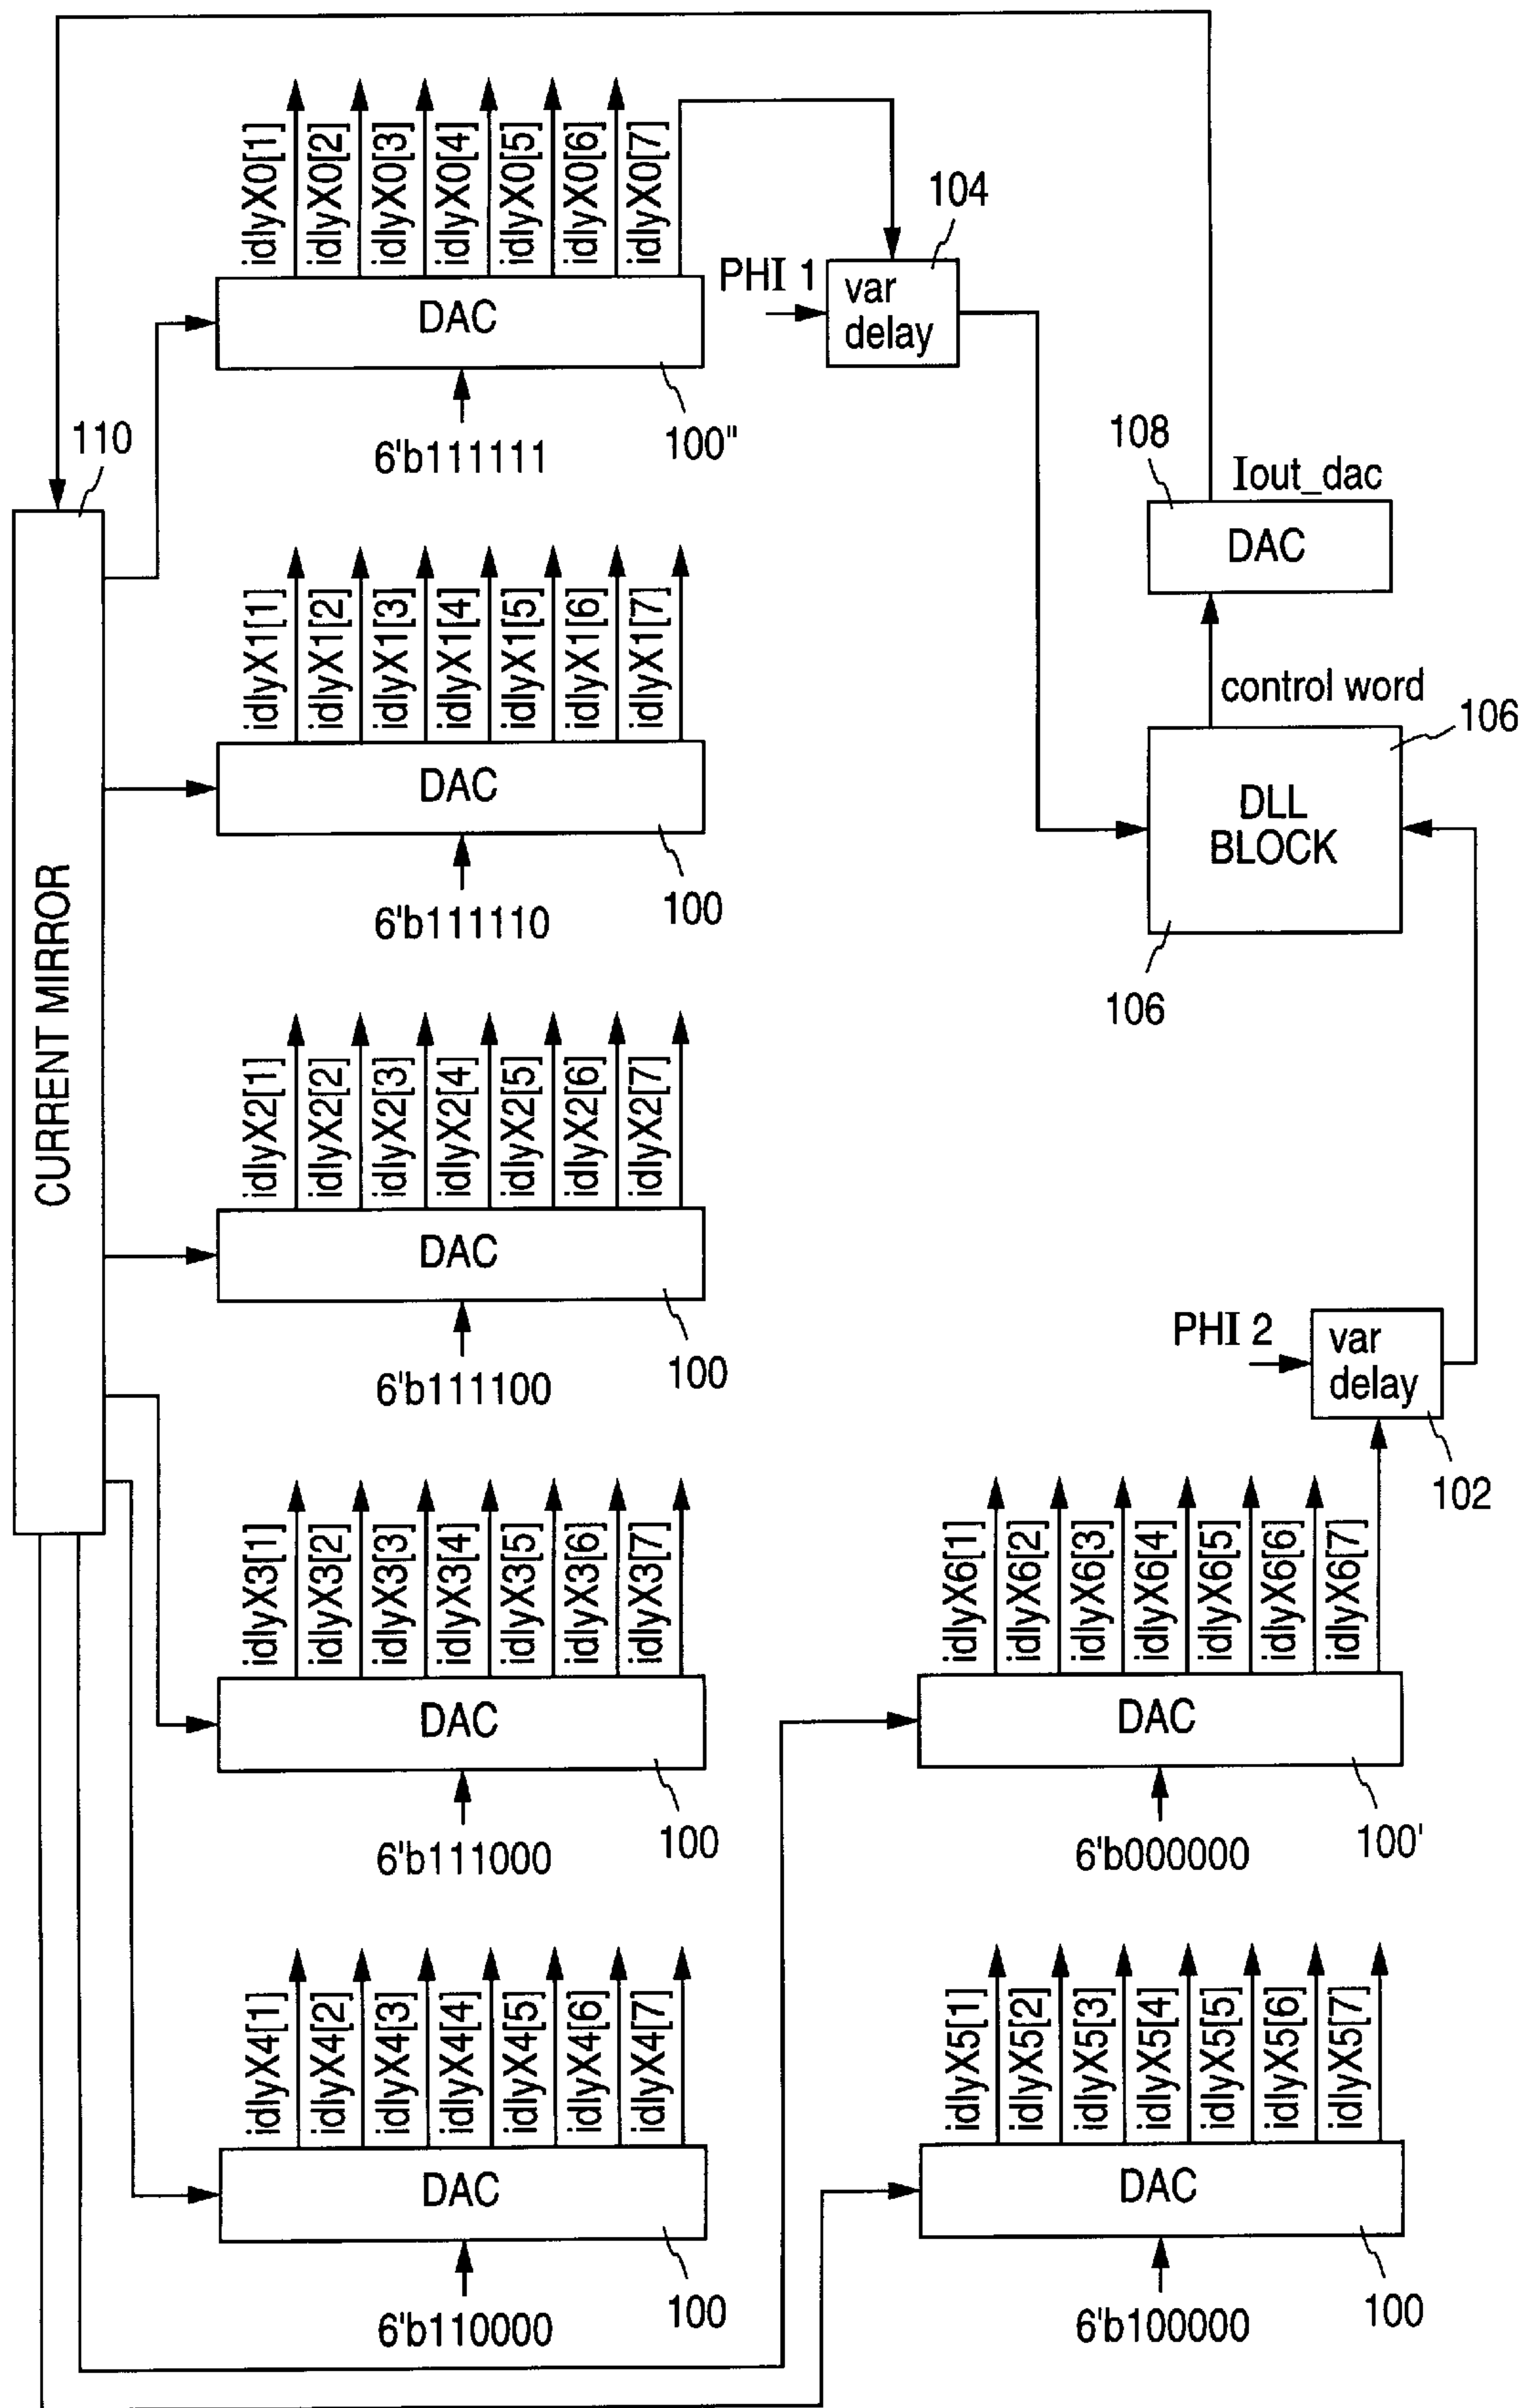 idlyX0[1]
idlyX0[2]
idlyX0[3]
idlyX0[4]
idlyX0[5]
idlyX0[6]
idlyX0[7]
104
PHI 1
var
delay
DAC
100"
6'b111111
110
CURRENT MIRROR
108
Iout_dac
DAC
control word
106
DLL
BLOCK
106
idlyX1[1]
idlyX1[2]
idlyX1[3]
idlyX1[4]
idlyX1[5]
idlyX1[6]
idlyX1[7]
DAC
100
6'b111110
idlyX2[1]
idlyX2[2]
idlyX2[3]
idlyX2[4]
idlyX2[5]
idlyX2[6]
idlyX2[7]
DAC
100
6'b111100
PHI 2
var
delay
102
idlyX3[1]
idlyX3[2]
idlyX3[3]
idlyX3[4]
idlyX3[5]
idlyX3[6]
idlyX3[7]
DAC
100
6'b111000
idlyX6[1]
idlyX6[2]
idlyX6[3]
idlyX6[4]
idlyX6[5]
idlyX6[6]
idlyX6[7]
DAC
100'
6'b000000
idlyX4[1]
idlyX4[2]
idlyX4[3]
idlyX4[4]
idlyX4[5]
idlyX4[6]
idlyX4[7]
DAC
100
6'b110000
idlyX5[1]
idlyX5[2]
idlyX5[3]
idlyX5[4]
idlyX5[5]
idlyX5[6]
idlyX5[7]
DAC
100
6'b100000